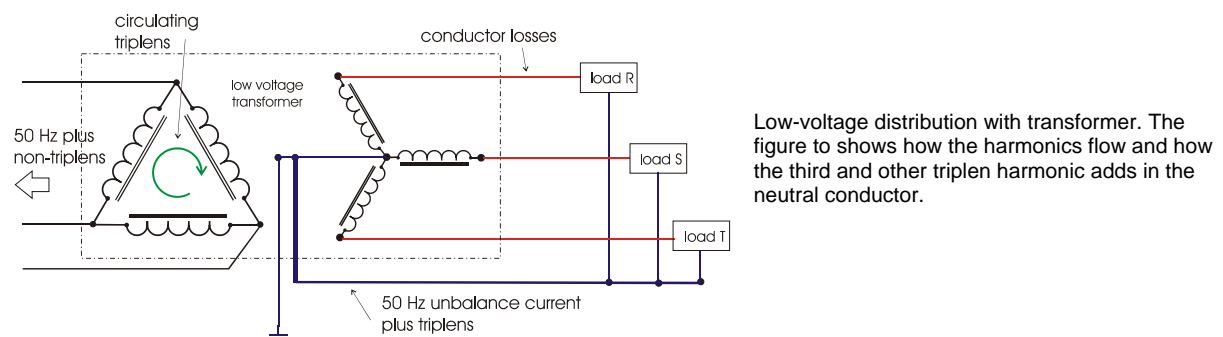 circulating
triplens
conductor losses
low voltage
transformer
load R
50 Hz plus
non-triplens
load S
load T
50 Hz unbalance current
plus triplens
Low-voltage distribution with transformer. The
figure to shows how the harmonics flow and how
the third and other triplen harmonic adds in the
neutral conductor.